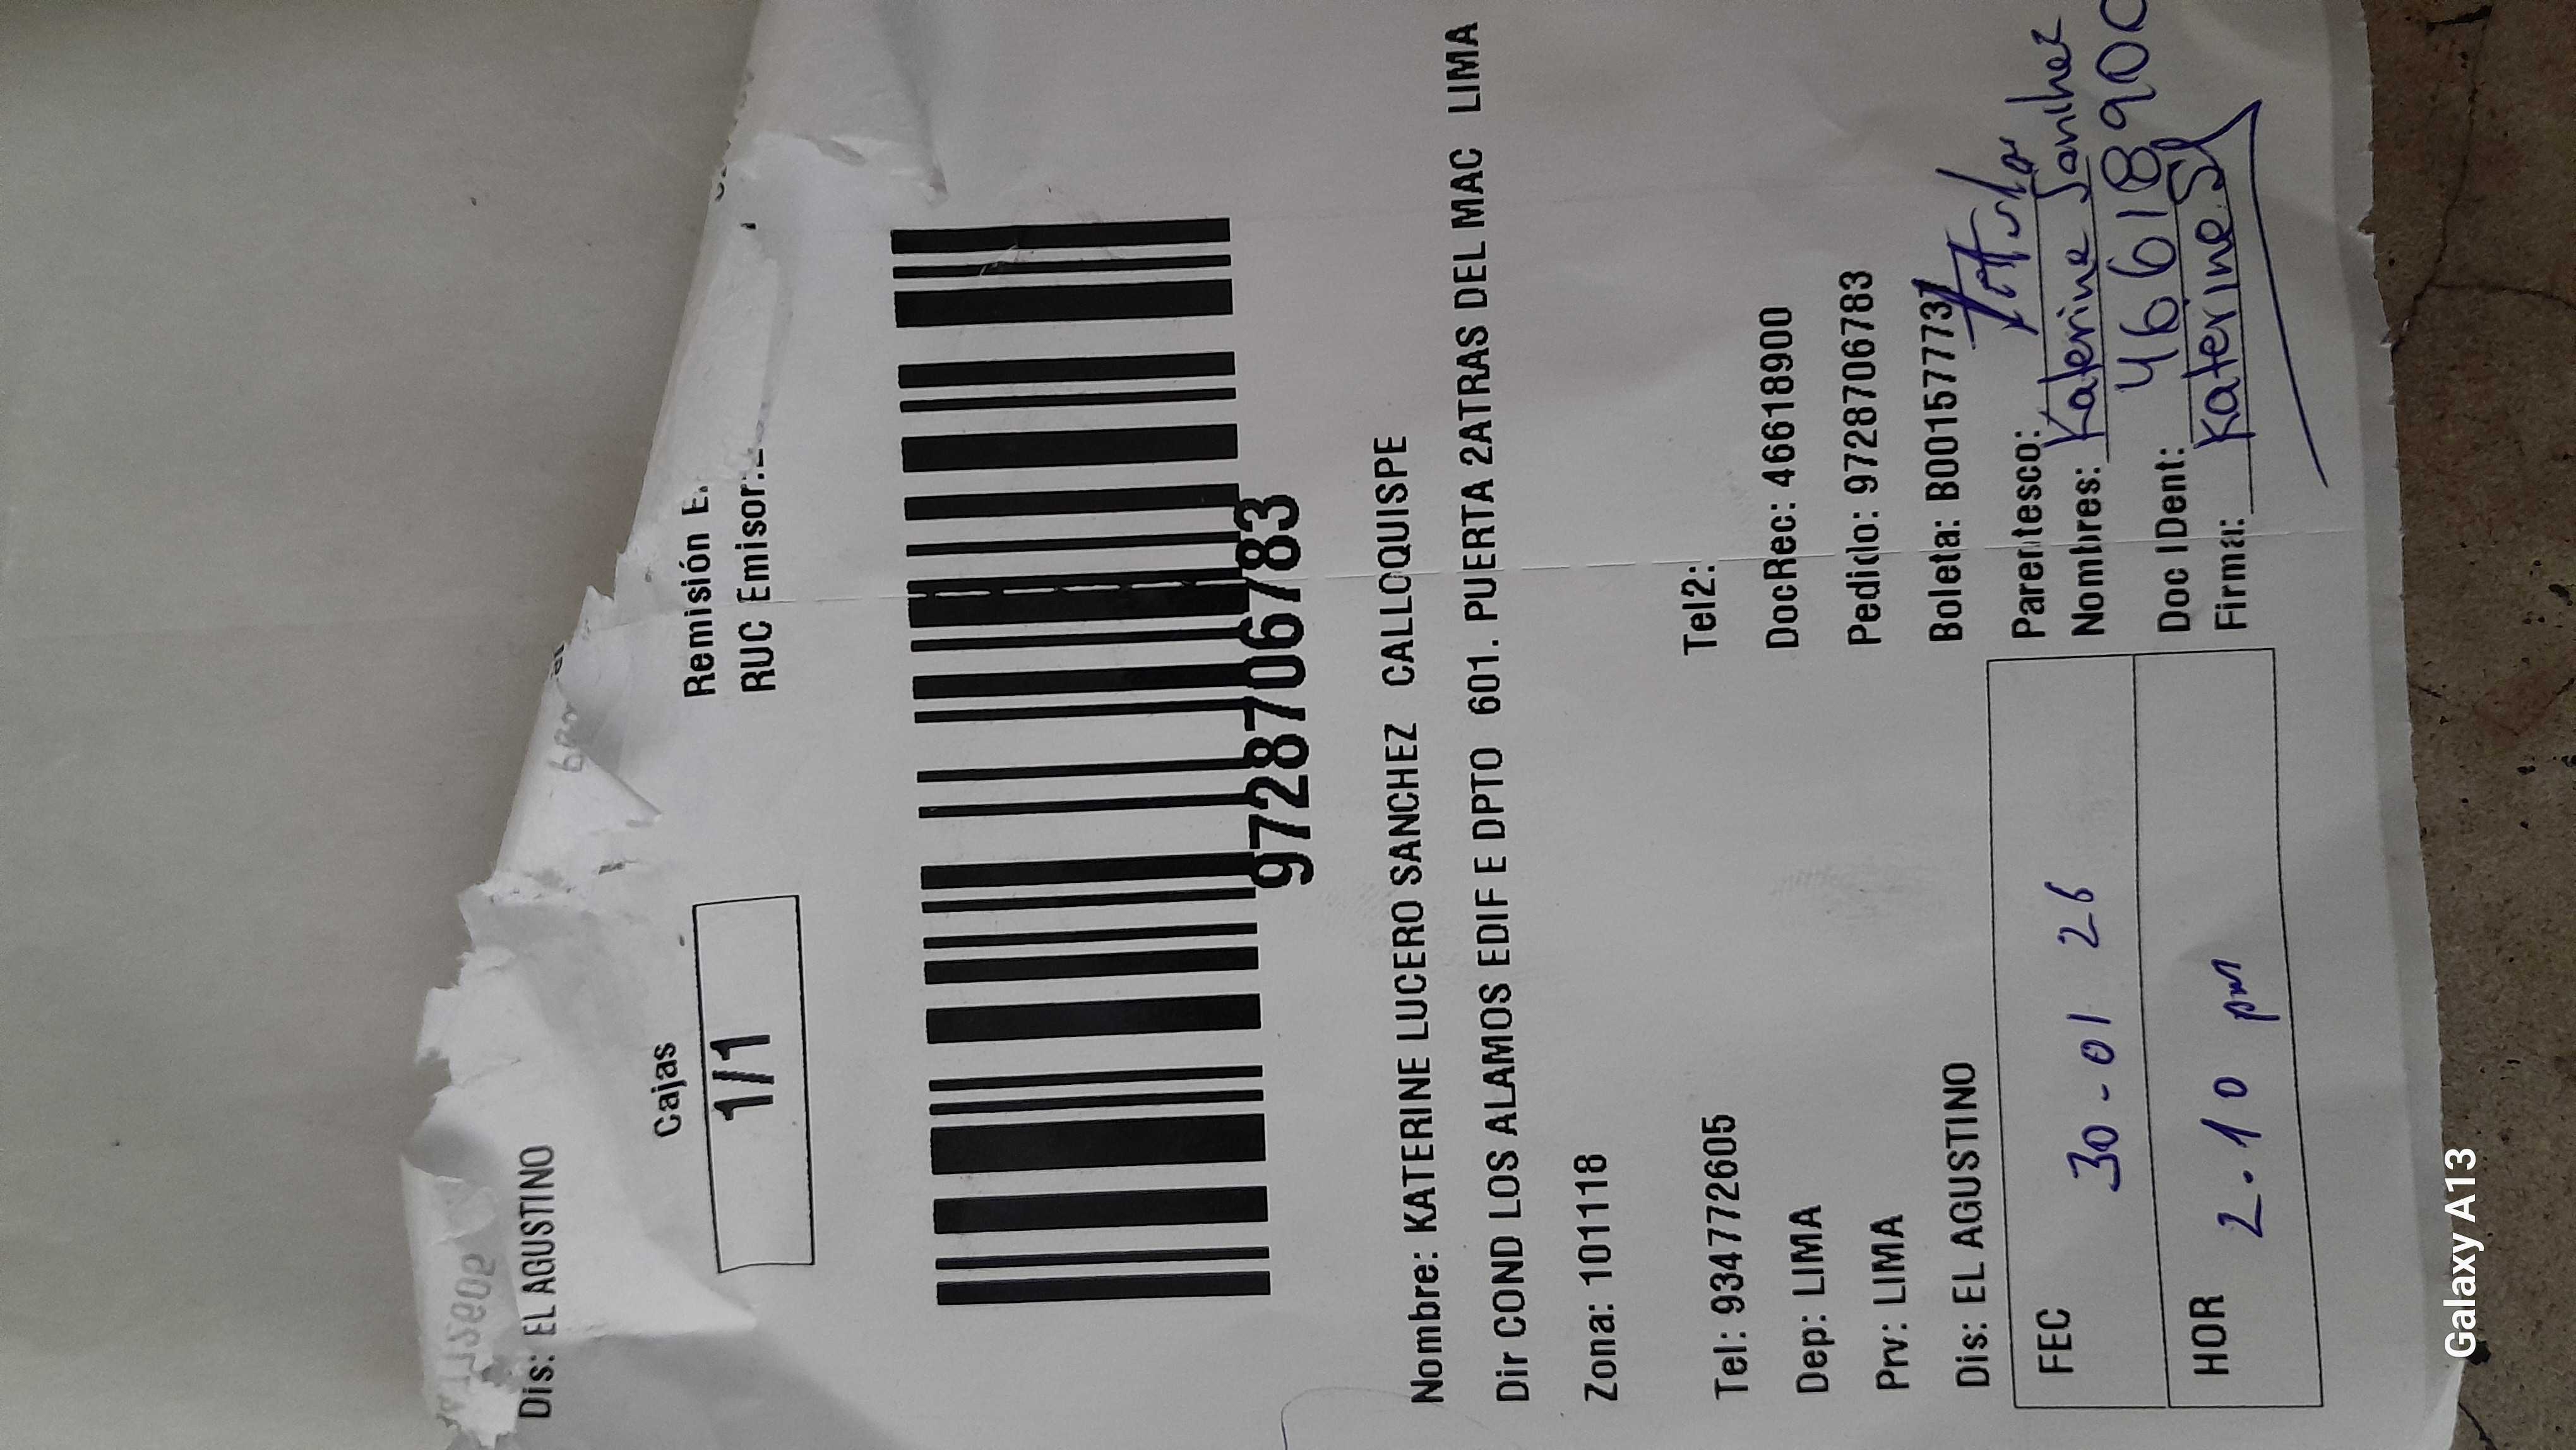 Dis: EL AGUSTINO
Cajas
1/1
Remisión E
RUC Emisor:
9728706783
Nombre: KATERINE LUCERO SANCHEZ CALLOQUISPE
Dir COND LOS ALAMOS EDIF E DPTO 601. PUERTA 2ATRAS DEL MAC LIMA
Zona: 101118
Tel: 934772605 Tel2:
Dep: LIMA DocRec: 46618900
Prv: LIMA Pedido: 9728706783
Dis: EL AGUSTINO Boleta: B00157773
FEC 30-01 26
HOR 2.10 pm
Parentesco: Titular
Nombres: Katerine Sanchez
Doc IDent: 46618900
Firma: Katerine S
Galaxy A13